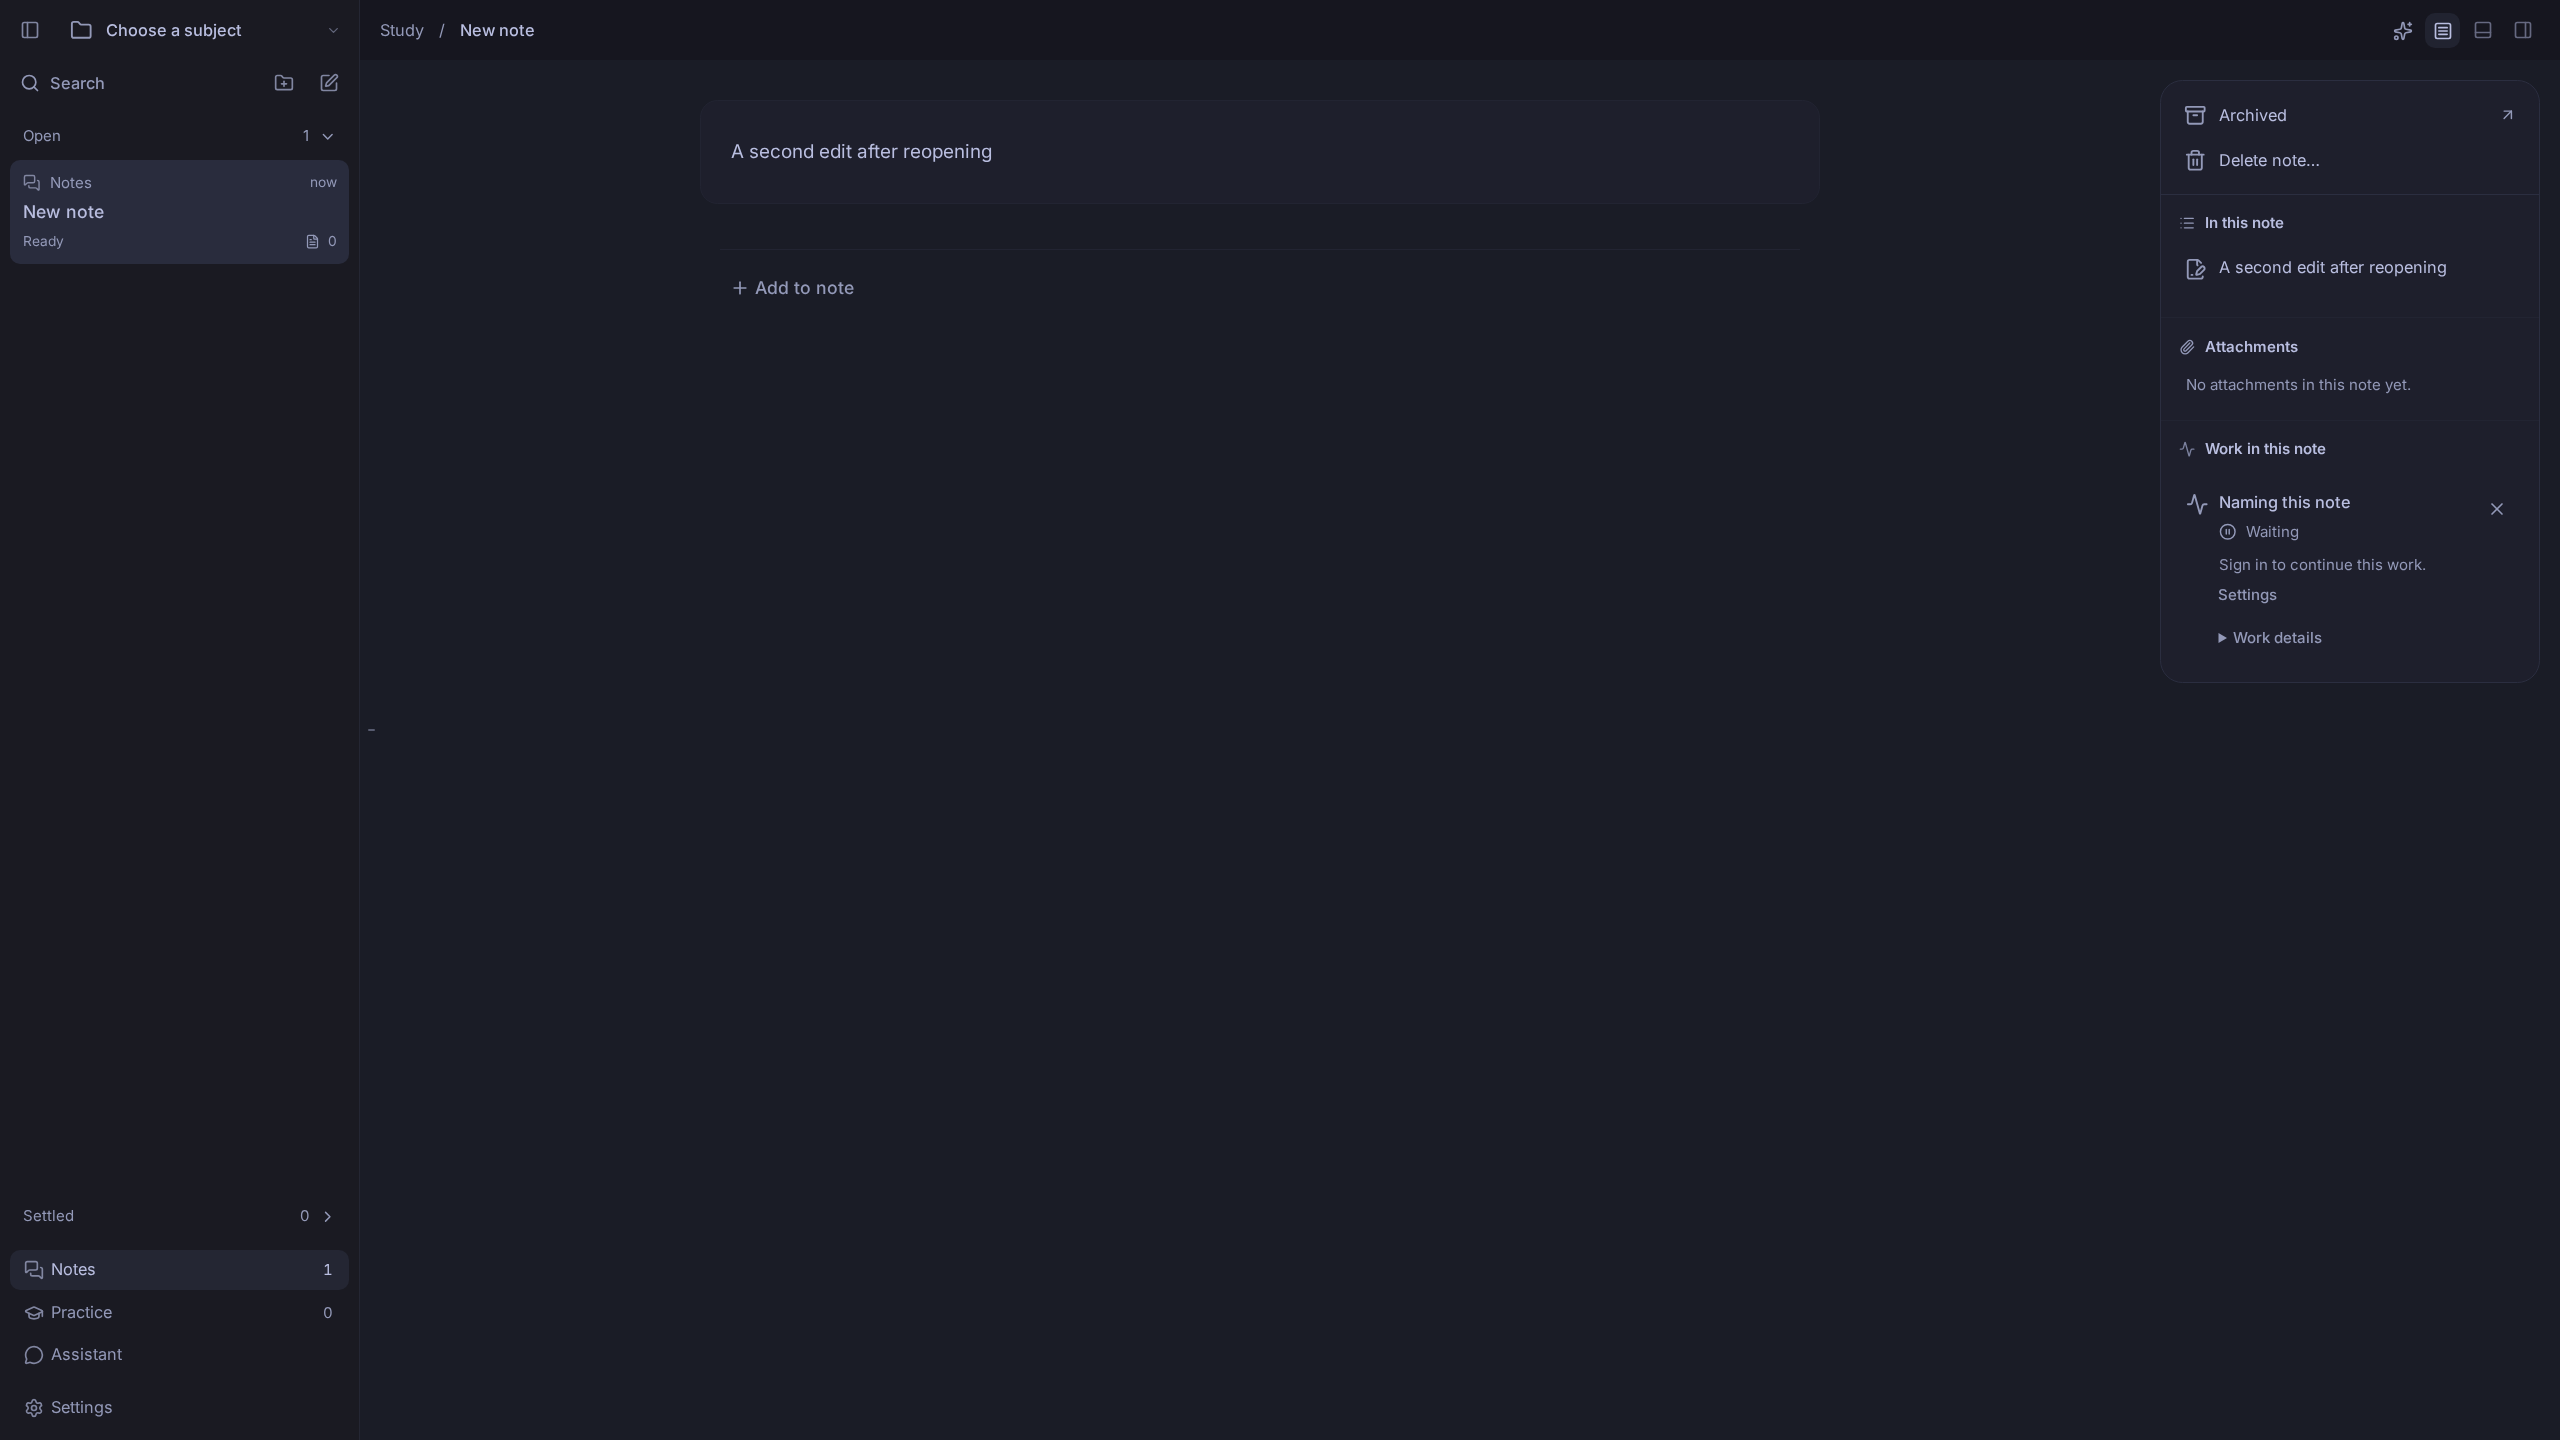 Choose a subject
Study / New note
Search
Open 1
Notes now
New note
Ready 0
A second edit after reopening
+ Add to note
Archived
Delete note...
In this note
A second edit after reopening
Attachments
No attachments in this note yet.
Work in this note
Naming this note
Waiting
Sign in to continue this work.
Settings
Work details
Settled 0
Notes 1
Practice 0
Assistant
Settings